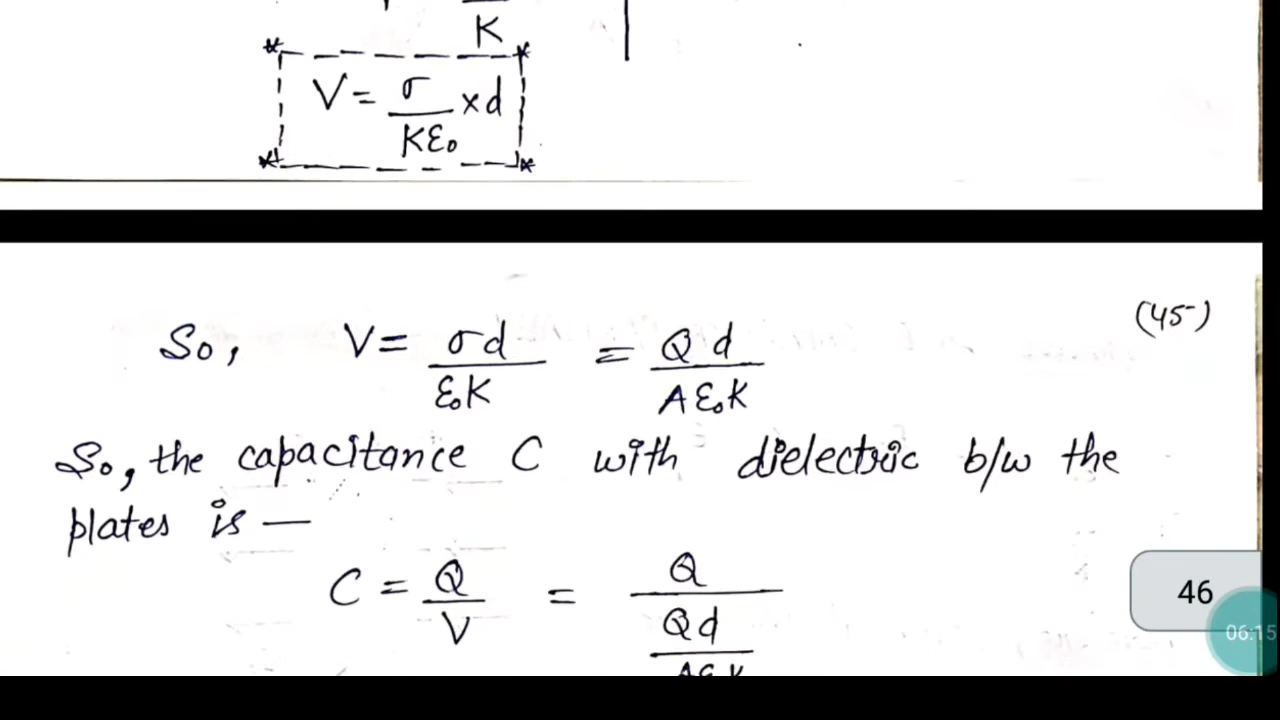 K
V = σ/Kε₀ × d
(45)
So, V = σd/ε₀K = Qd/Aε₀K
So, the capacitance C with dielectric b/w the
plates is —
C = Q/V = Q/(Qd/
46
06:15